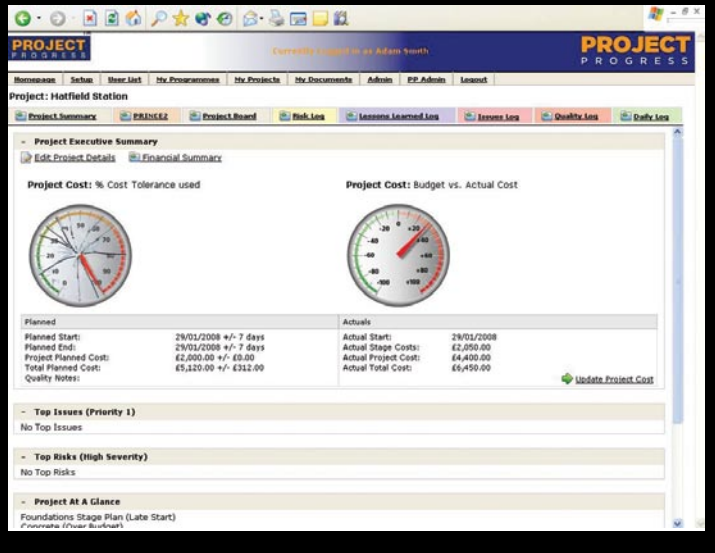 PROJECT
PROGRESS
Currently Logged in as Adam Smith
PROJECT
PROGRESS
Homepage Setup User List My Programmes My Projects My Documents Admin PP Admin Logout
Project: Hatfield Station
Project Summary PRINCE2 Project Board Risk Log Lessons Learned Log Issues Log Quality Log Daily Log
- Project Executive Summary
Edit Project Details Financial Summary
Project Cost: % Cost Tolerance used Project Cost: Budget vs. Actual Cost
Planned Actuals
Planned Start: 29/01/2008 +/- 7 days Actual Start: 29/01/2008
Planned End: 29/01/2008 +/- 7 days Actual Stage Costs: £2,050.00
Project Planned Cost: £2,000.00 +/- £0.00 Actual Project Cost: £4,400.00
Total Planned Cost: £5,120.00 +/- £312.00 Actual Total Cost: £6,450.00
Quality Notes: Update Project Cost
- Top Issues (Priority 1)
No Top Issues
- Top Risks (High Severity)
No Top Risks
- Project At A Glance
Foundations Stage Plan (Late Start)
Concrete (Over Budget)